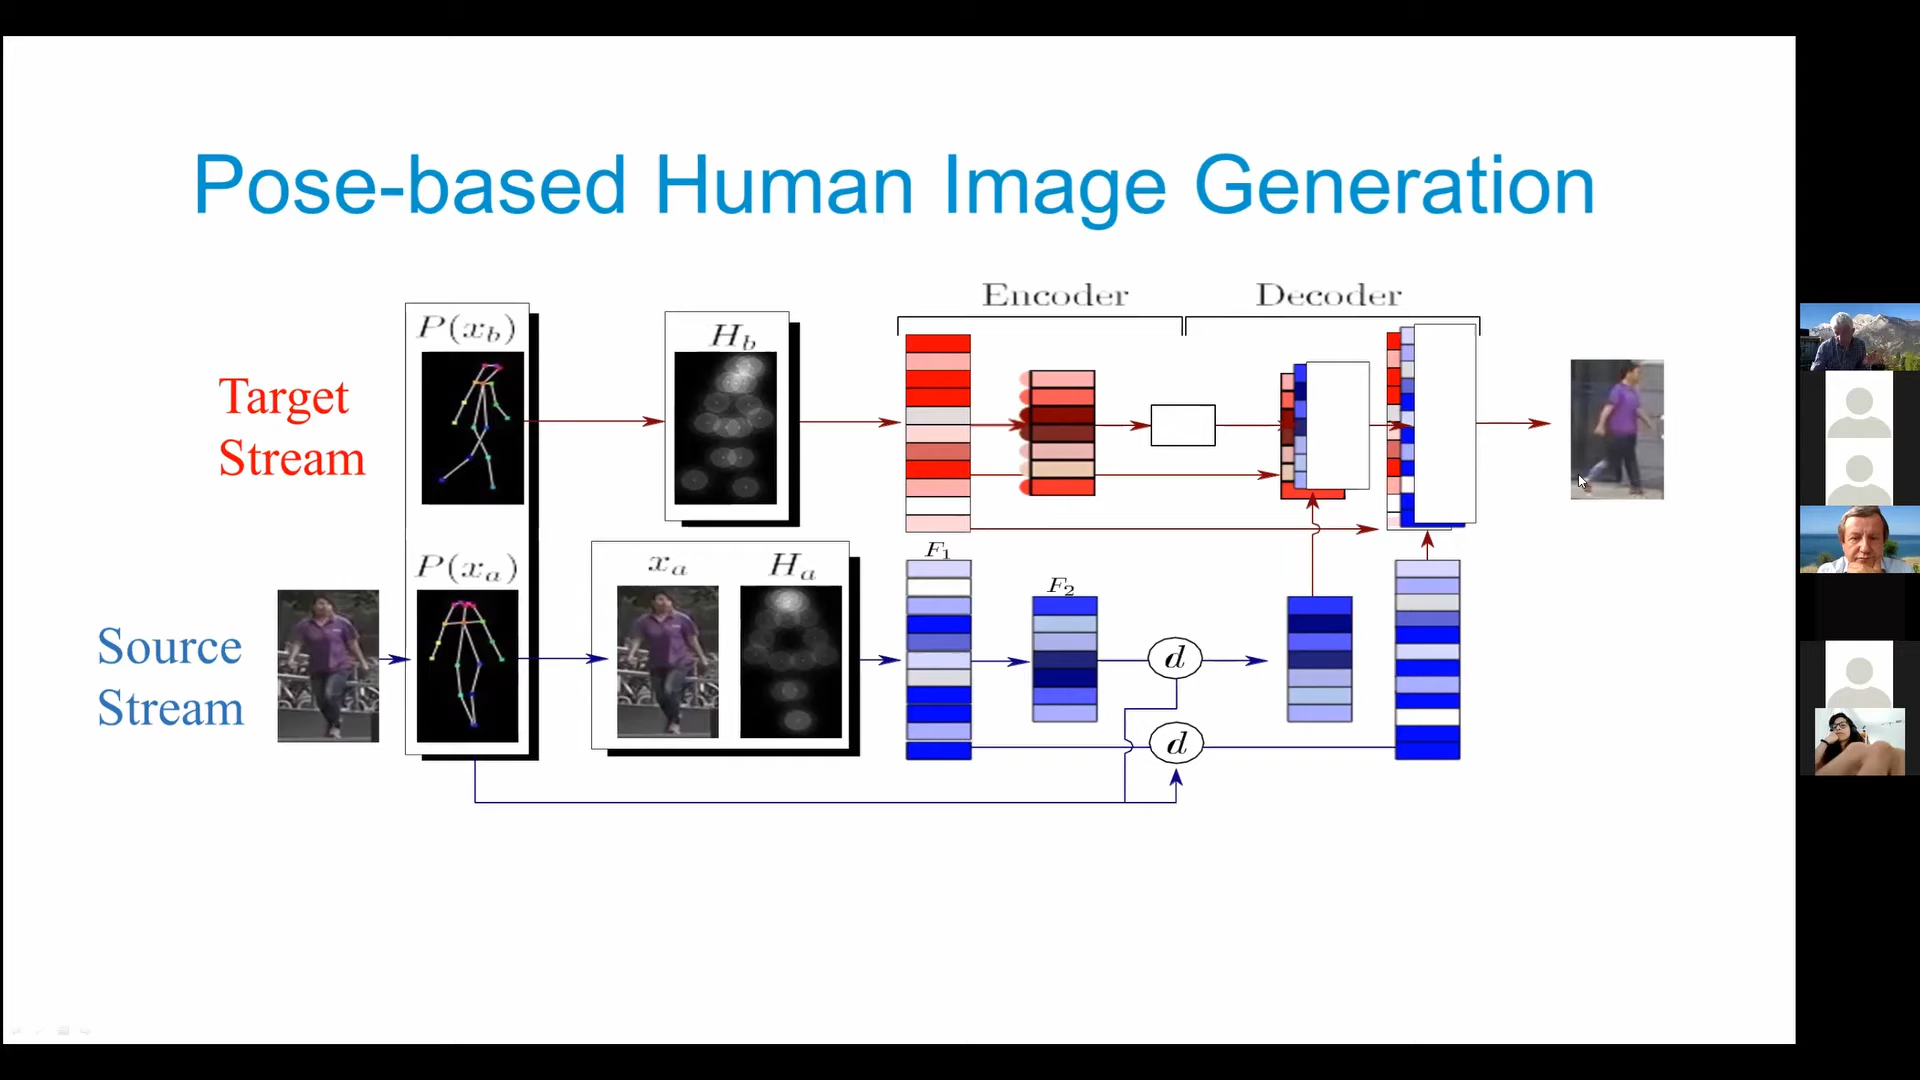 Pose-based Human Image Generation
Encoder
Decoder
P(x_b)
H_b
Target
Stream
F_1
P(x_a)
x_a
H_a
F_2
Source
Stream
d
d